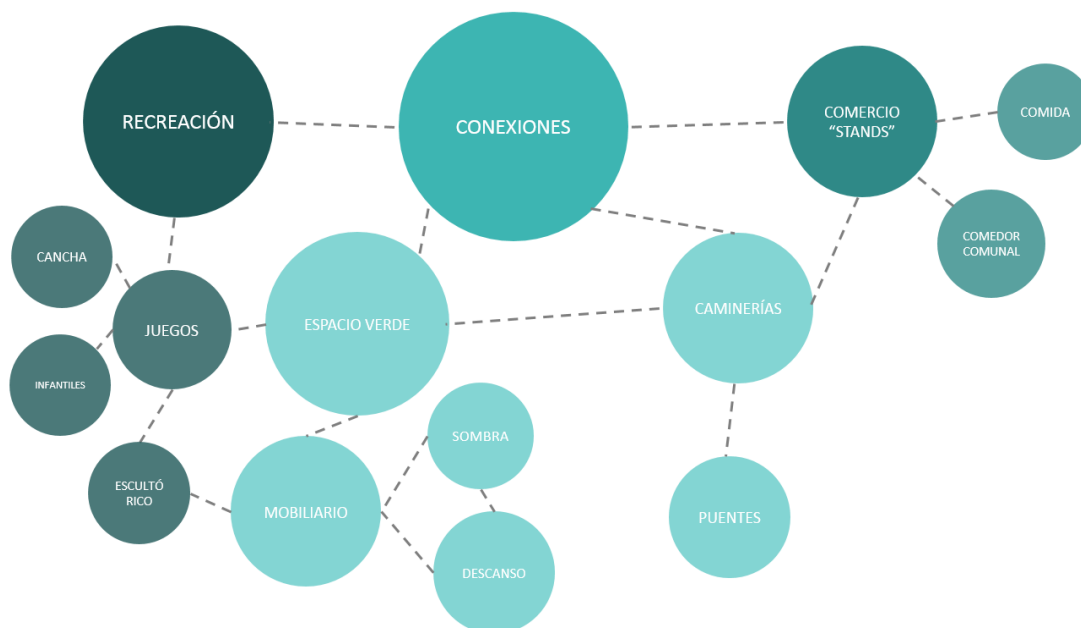 RECREACIÓN
CONEXIONES
COMERCIO
“STANDS”
COMIDA
COMEDOR
COMUNAL
CANCHA
JUEGOS
ESPACIO VERDE
CAMINERÍAS
INFANTILES
SOMBRA
ESCULTÓ
RICO
MOBILIARIO
PUENTES
DESCANSO